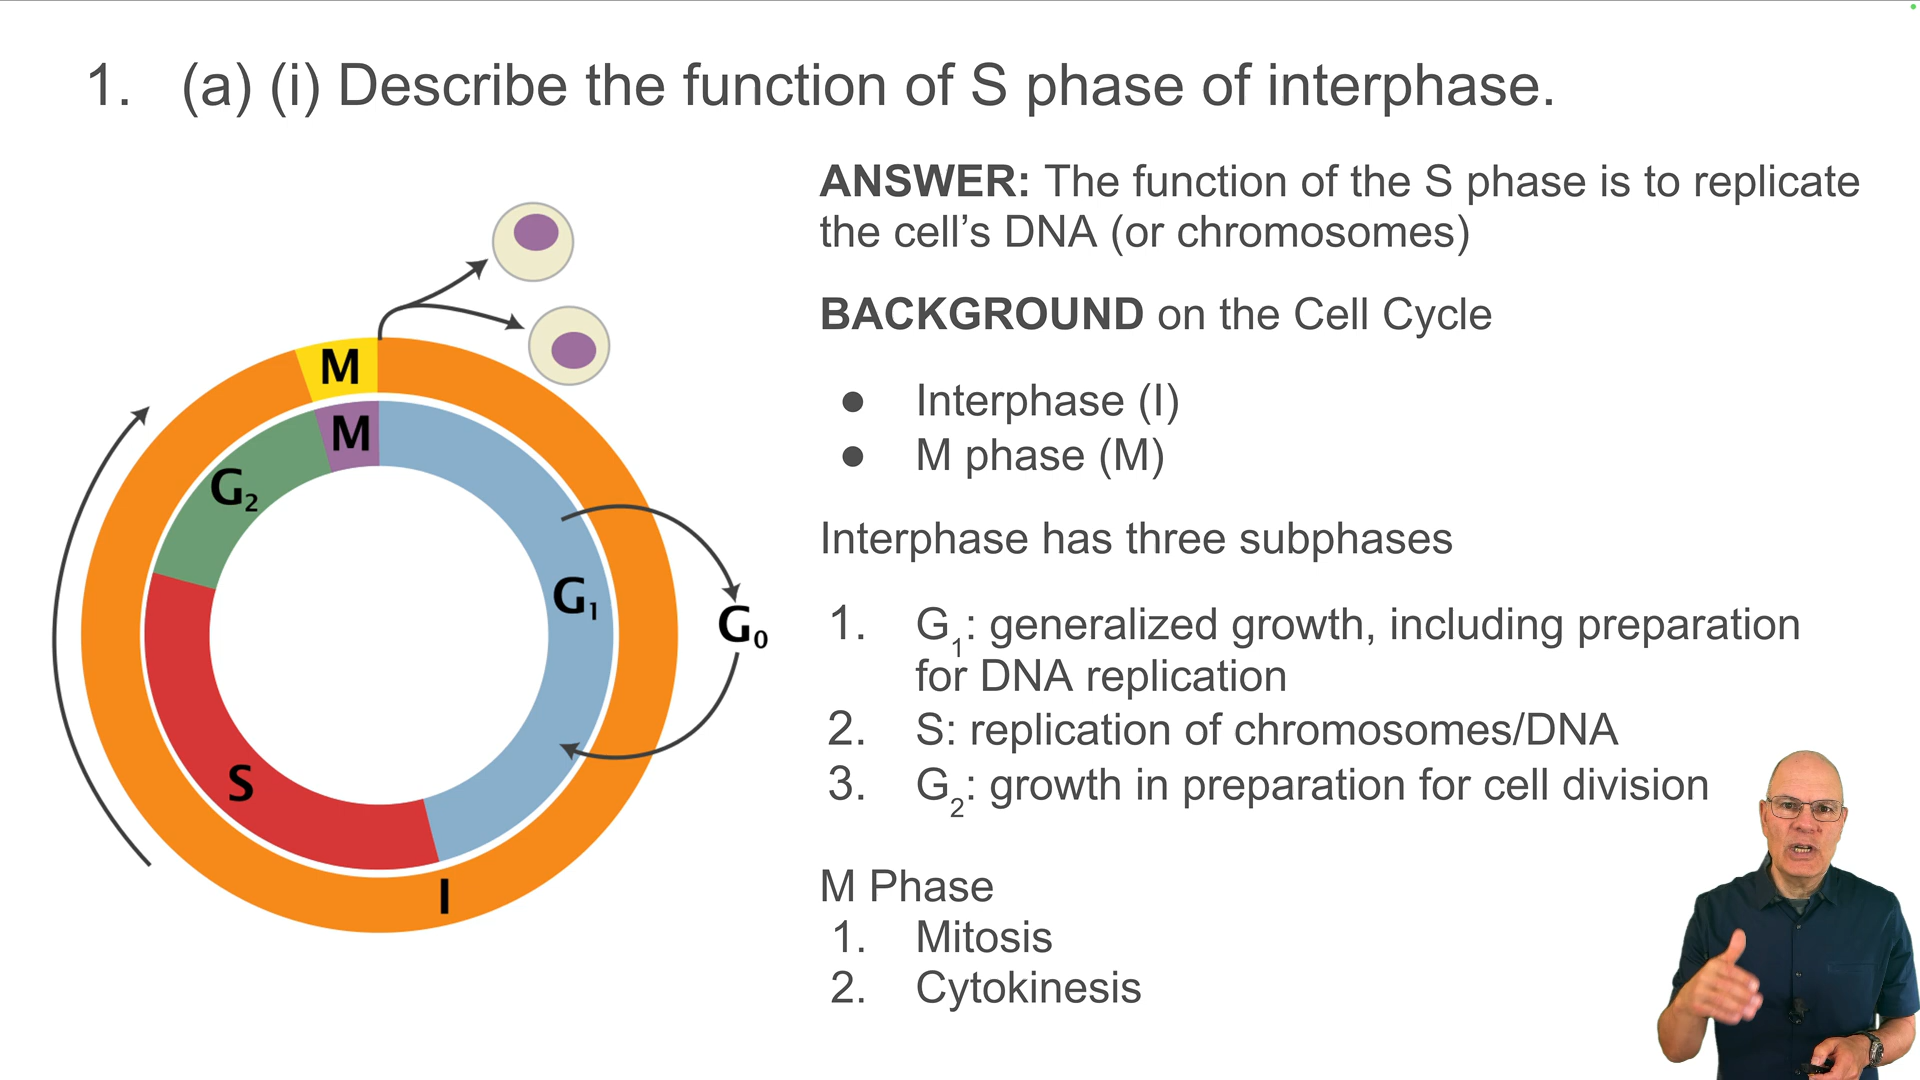 1. (a) (i) Describe the function of S phase of interphase.
ANSWER: The function of the S phase is to replicate
the cell’s DNA (or chromosomes)
BACKGROUND on the Cell Cycle
● Interphase (I)
● M phase (M)
Interphase has three subphases
1. G₁: generalized growth, including preparation
for DNA replication
2. S: replication of chromosomes/DNA
3. G₂: growth in preparation for cell division
M Phase
1. Mitosis
2. Cytokinesis
M
M
G₂
G₁
G₀
S
I